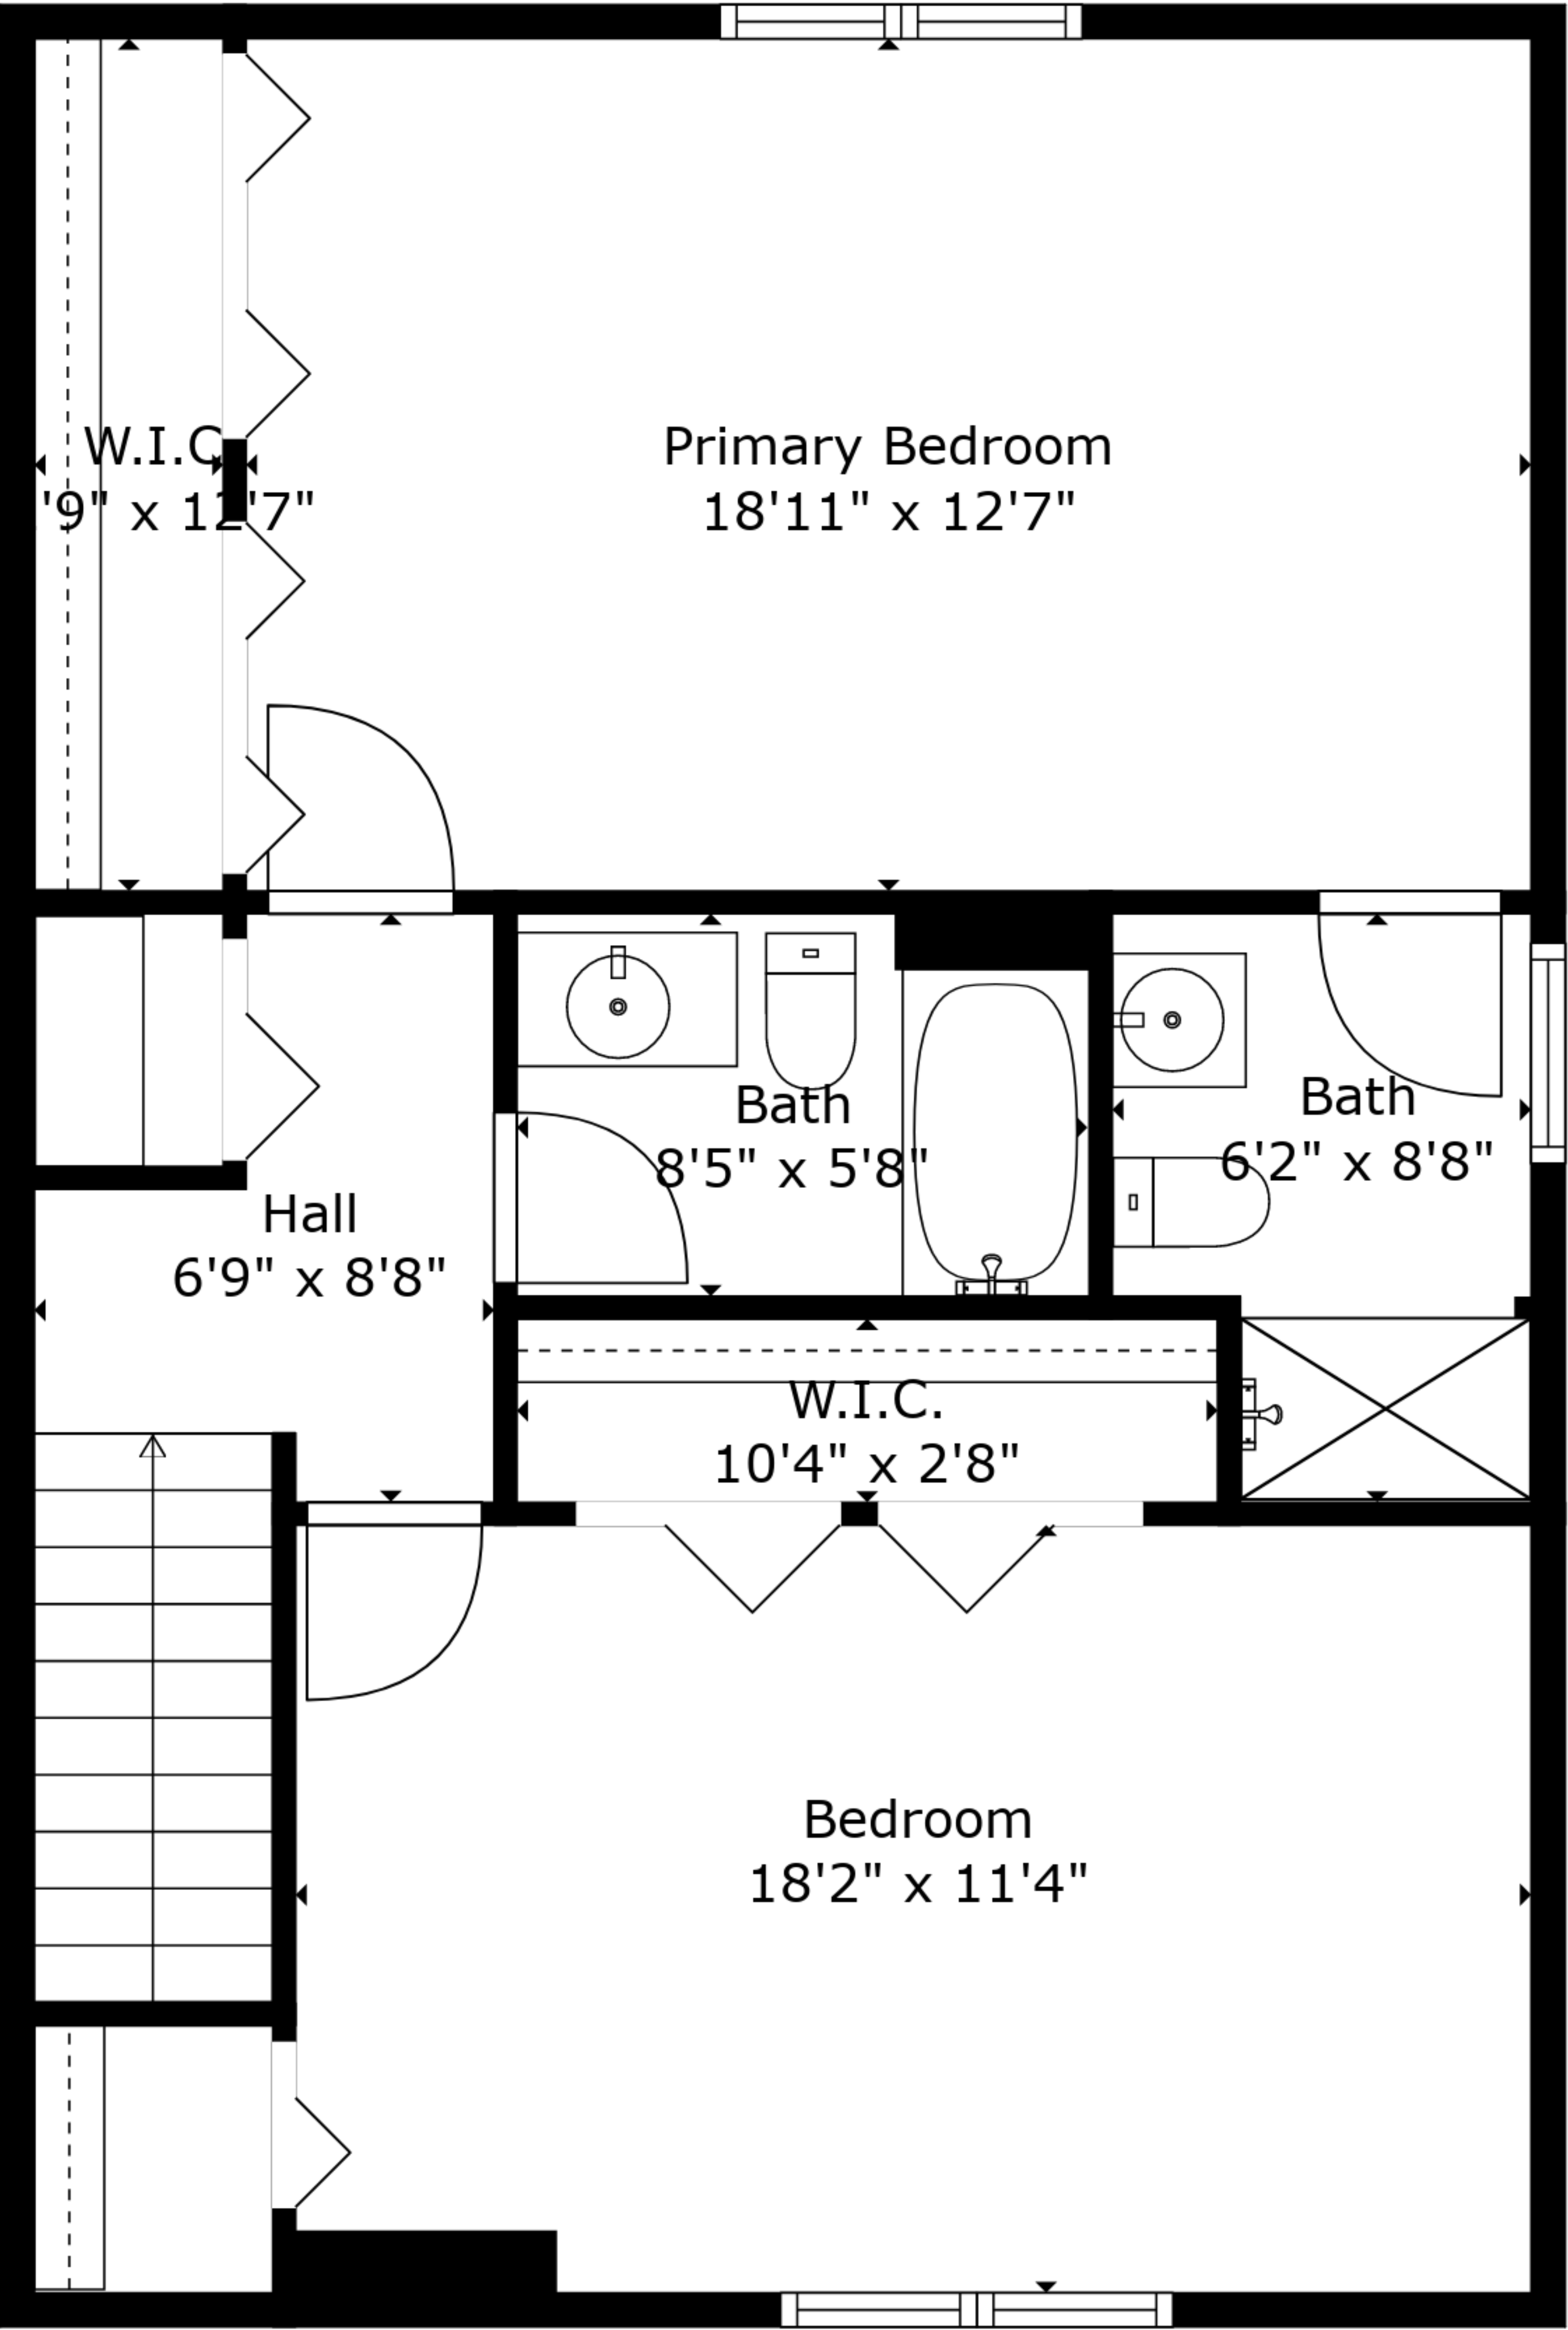 W.I.C
'9" x 12'7"
Primary Bedroom
18'11" x 12'7"
Bath
8'5" x 5'8"
Bath
6'2" x 8'8"
Hall
6'9" x 8'8"
W.I.C.
10'4" x 2'8"
Bedroom
18'2" x 11'4"